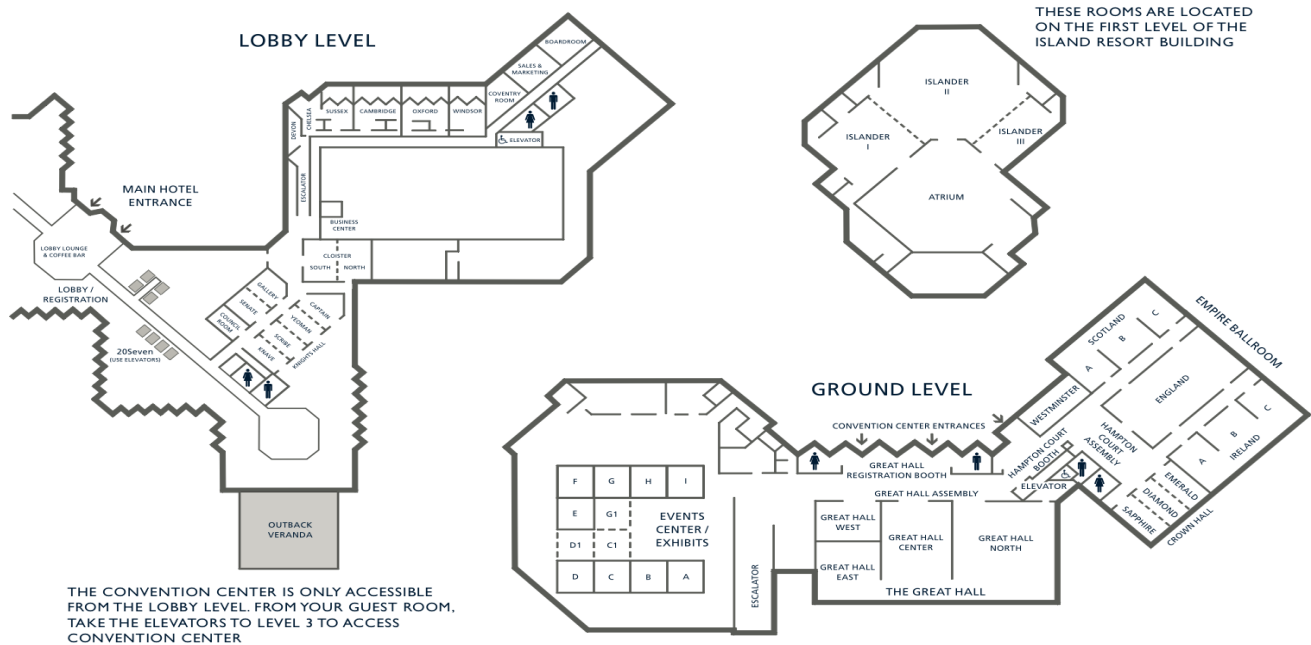 THESE ROOMS ARE LOCATED
ON THE FIRST LEVEL OF THE
ISLAND RESORT BUILDING
LOBBY LEVEL
BOARDROOM
SALES &
MARKETING
COVENTRY
ROOM
DEVON
CHELSEA
SUSSEX
CAMBRIDGE
OXFORD
WINDSOR
ELEVATOR
ESCALATOR
BUSINESS
CENTER
MAIN HOTEL
ENTRANCE
LOBBY LOUNGE
& COFFEE BAR
CLOISTER
SOUTH
NORTH
LOBBY /
REGISTRATION
GALLERY
SENATE
COUNCIL
ROOM
CAPTAIN
YEOMAN
SCRIBE
KNAVE
KNIGHTS HALL
20Seven
(USE ELEVATORS)
OUTBACK
VERANDA
THE CONVENTION CENTER IS ONLY ACCESSIBLE
FROM THE LOBBY LEVEL. FROM YOUR GUEST ROOM,
TAKE THE ELEVATORS TO LEVEL 3 TO ACCESS
CONVENTION CENTER
ISLANDER
II
ISLANDER
I
ISLANDER
III
ATRIUM
GROUND LEVEL
CONVENTION CENTER ENTRANCES
GREAT HALL
REGISTRATION BOOTH
GREAT HALL ASSEMBLY
F
G
H
I
E
G1
D1
C1
D
C
B
A
EVENTS
CENTER /
EXHIBITS
ESCALATOR
GREAT HALL
WEST
GREAT HALL
EAST
GREAT HALL
CENTER
GREAT HALL
NORTH
THE GREAT HALL
EMPIRE BALLROOM
SCOTLAND
A
B
C
WESTMINSTER
ENGLAND
HAMPTON
COURT
ASSEMBLY
HAMPTON COURT
BOOTH
ELEVATOR
A
B
C
IRELAND
EMERALD
DIAMOND
SAPPHIRE
CROWN HALL